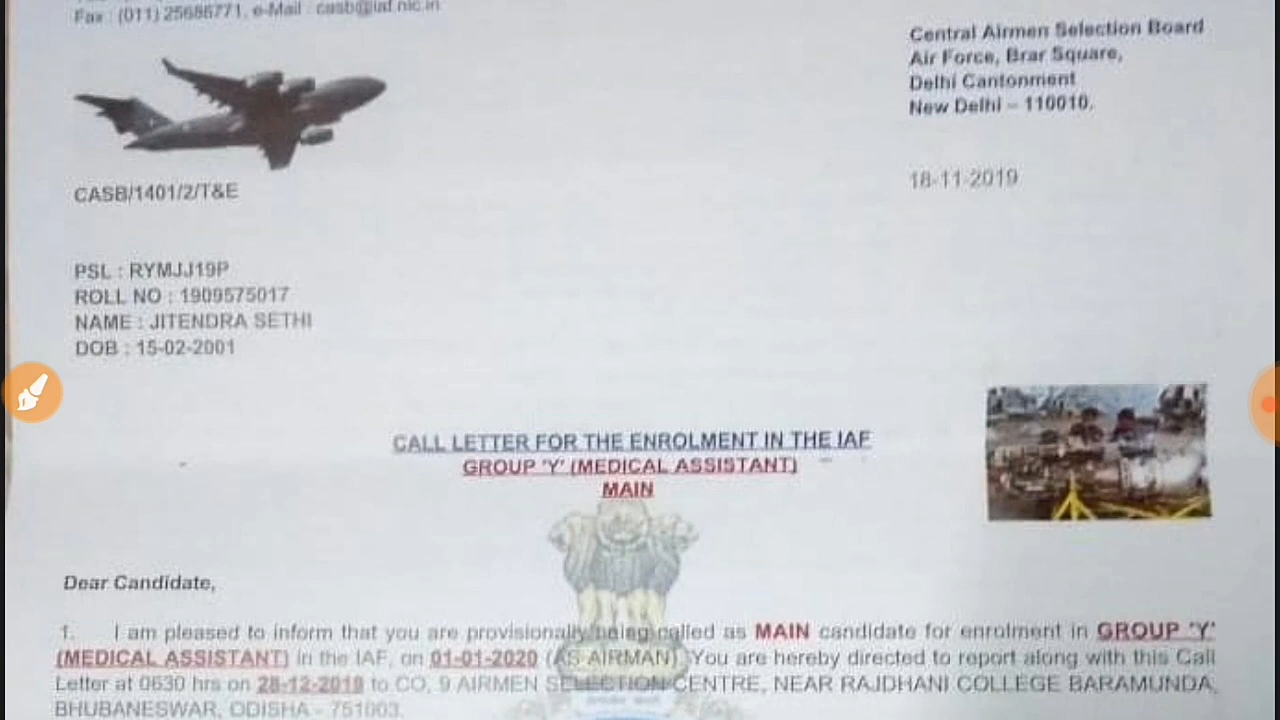 Fax : (011) 25686771, e-Mail : casb@iaf.nic.in
Central Airmen Selection Board
Air Force, Brar Square,
Delhi Cantonment
New Delhi – 110010.
18-11-2019
CASB/1401/2/T&E
PSL : RYMJJ19P
ROLL NO : 1909575017
NAME : JITENDRA SETHI
DOB : 15-02-2001
CALL LETTER FOR THE ENROLMENT IN THE IAF
GROUP 'Y' (MEDICAL ASSISTANT)
MAIN
Dear Candidate,
1. I am pleased to inform that you are provisionally being called as MAIN candidate for enrolment in GROUP 'Y'
(MEDICAL ASSISTANT) in the IAF, on 01-01-2020 (AS AIRMAN). You are hereby directed to report along with this Call
Letter at 0630 hrs on 28-12-2019 to CO, 9 AIRMEN SELECTION CENTRE, NEAR RAJDHANI COLLEGE BARAMUNDA,
BHUBANESWAR, ODISHA - 751003.